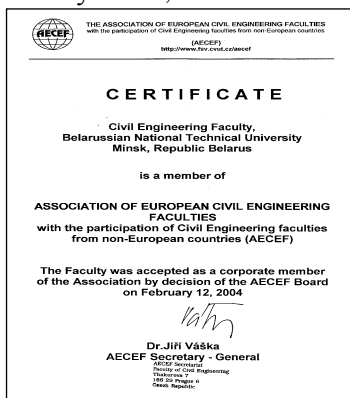 AECEF
THE ASSOCIATION OF EUROPEAN CIVIL ENGINEERING FACULTIES
with the participation of Civil Engineering faculties from non-European countries
(AECEF)
http://www.fsv.cvut.cz/aecef
CERTIFICATE
Civil Engineering Faculty,
Belarussian National Technical University
Minsk, Republic Belarus
is a member of
ASSOCIATION OF EUROPEAN CIVIL ENGINEERING
FACULTIES
with the participation of Civil Engineering faculties
from non-European countries (AECEF)
The Faculty was accepted as a corporate member
of the Association by decision of the AECEF Board
on February 12, 2004
Dr.Jiří Váška
AECEF Secretary - General
AECEF Secretariat
Faculty of Civil Engineering
Thakurova 7
166 29 Prague 6
Czech Republic